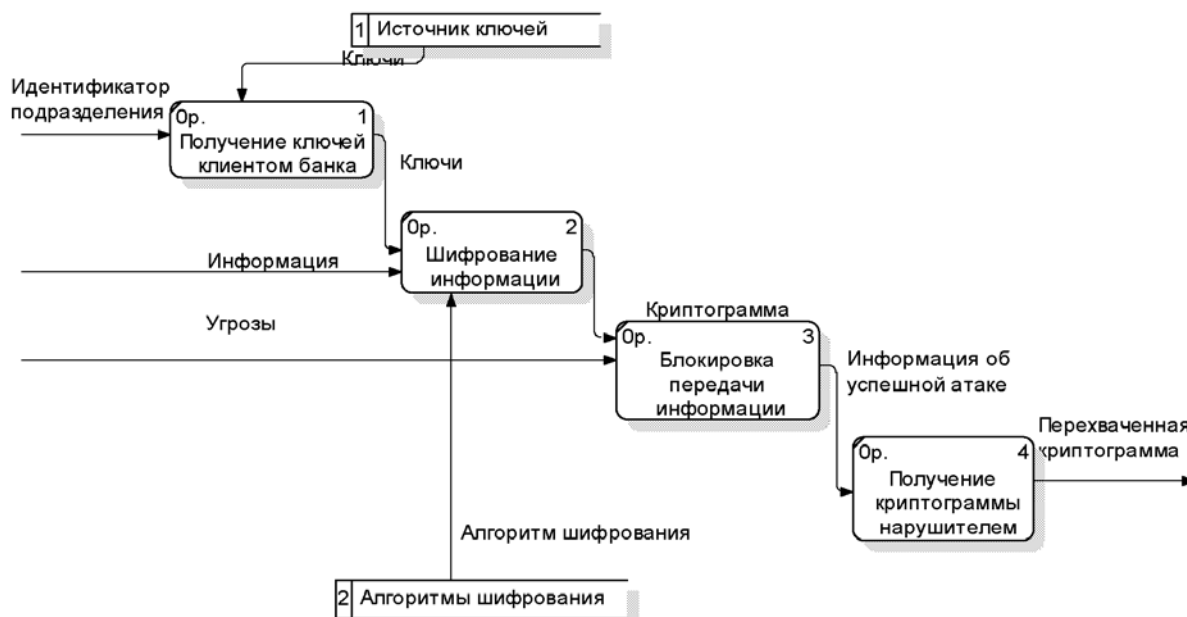 1 Источник ключей
Ключи
Идентификатор
подразделения
0р. 1
Получение ключей
клиентом банка
Ключи
0р. 2
Шифрование
информации
Информация
Криптограмма
Угрозы
0р. 3
Блокировка
передачи
информации
Информация об
успешной атаке
Перехваченная
криптограмма
0р. 4
Получение
криптограммы
нарушителем
Алгоритм шифрования
2 Алгоритмы шифрования